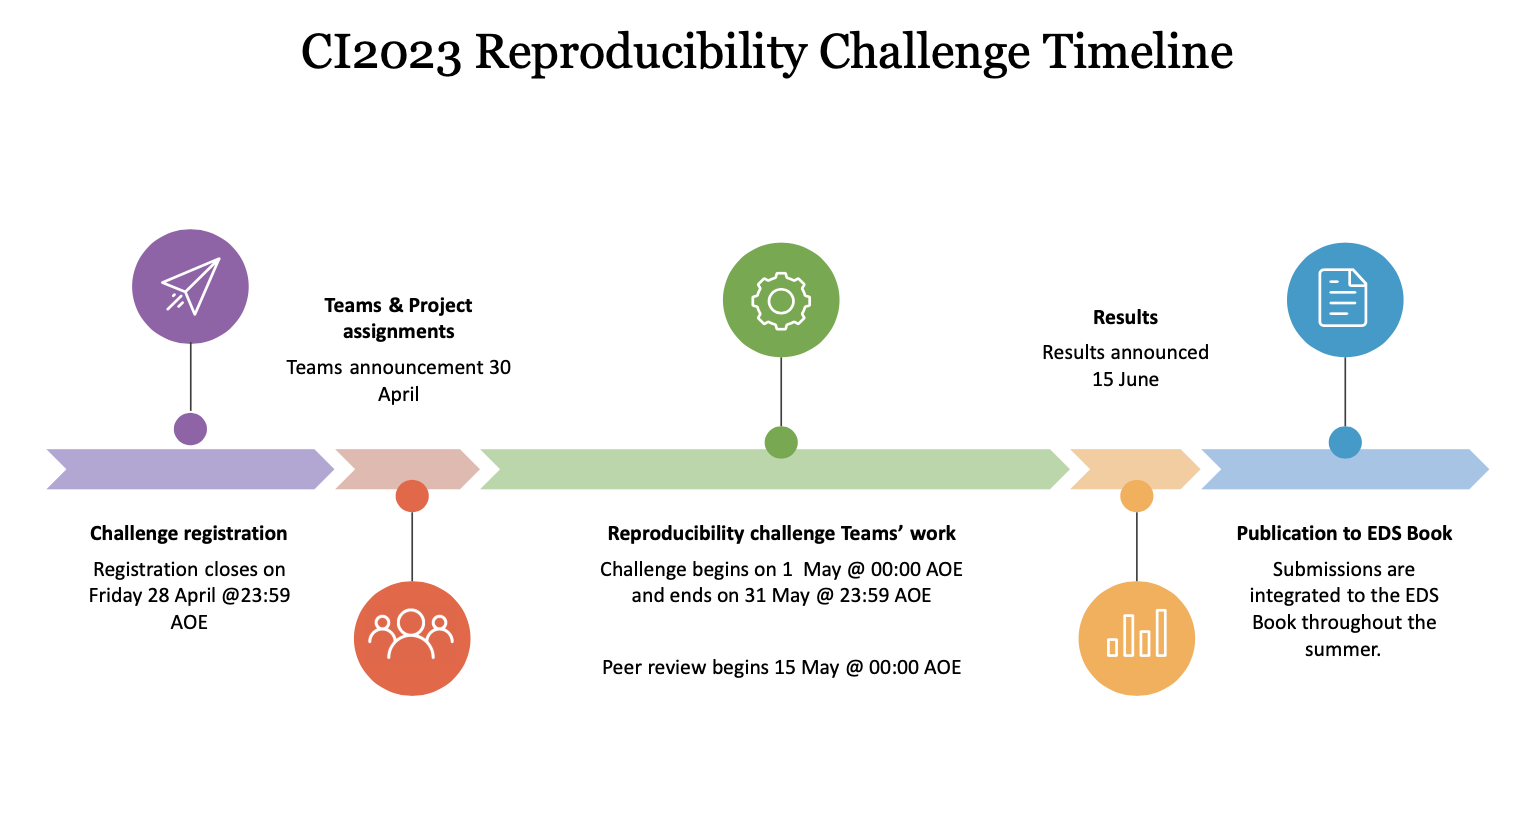 CI2023 Reproducibility Challenge Timeline
Challenge registration
Registration closes on
Friday 28 April @23:59
AOE
Teams & Project
assignments
Teams announcement 30
April
Reproducibility challenge Teams’ work
Challenge begins on 1  May @ 00:00 AOE
and ends on 31 May @ 23:59 AOE
Peer review begins 15 May @ 00:00 AOE
Results
Results announced
15 June
Publication to EDS Book
Submissions are
integrated to the EDS
Book throughout the
summer.